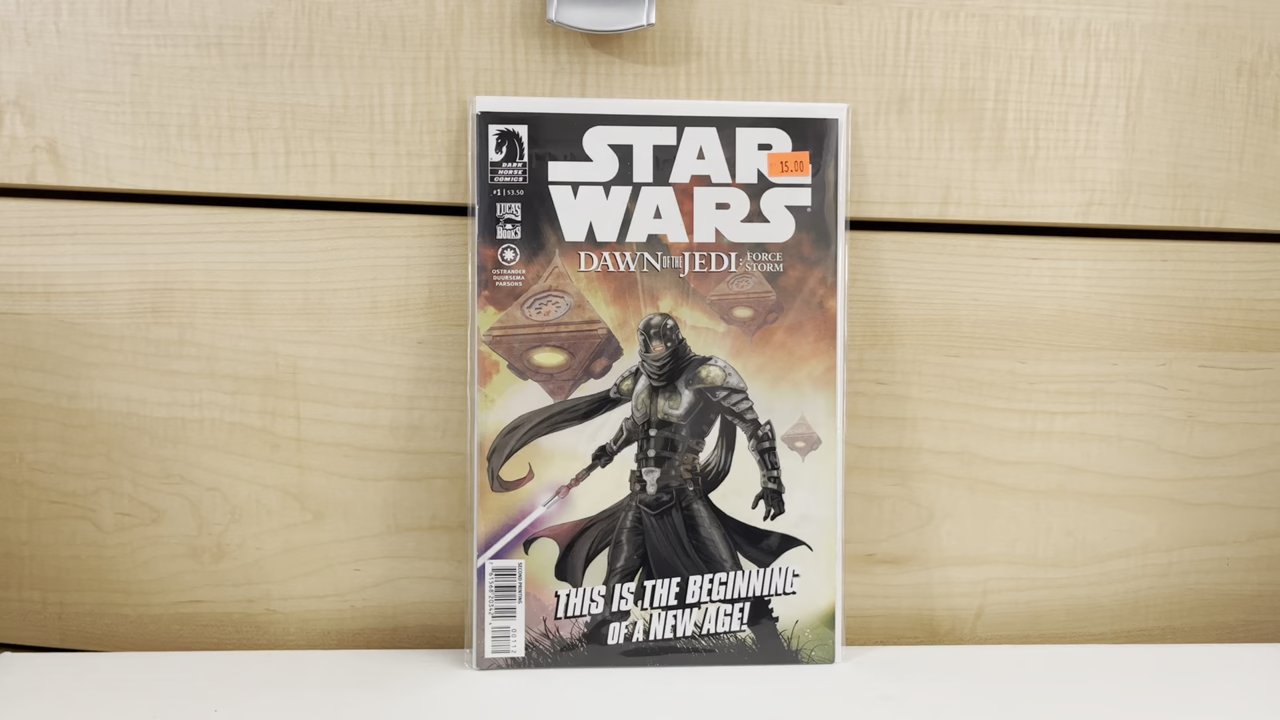 DARK
HORSE
COMICS
#1 | $3.50
LUCAS
BOOKS
OSTRANDER
DUURSEMA
PARSONS
STAR
WARS
15.00
DAWN OF THE JEDI: FORCE STORM
THIS IS THE BEGINNING
OF A NEW AGE!
SECOND PRINTING
00112